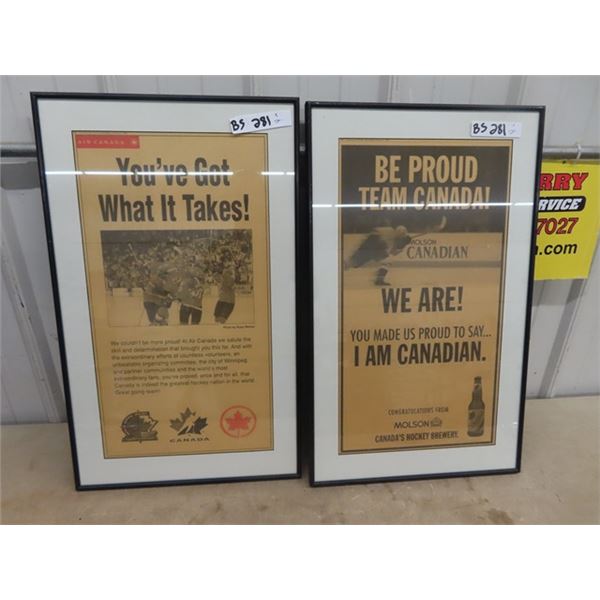 BS 281
AIR CANADA
You've Got
What It Takes!
We couldn't be more proud! At Air Canada we salute the
skill and determination that brought you this far. And with
the extraordinary efforts of countless volunteers, an
unbeatable organizing committee, the city of Winnipeg
and partner communities and the world's most
extraordinary fans, you've proved, once and for all, that
Canada is indeed the greatest hockey nation in the world.
Great going team!
CANADA
BS 281
BE PROUD
TEAM CANADA!
MOLSON
CANADIAN
WE ARE!
YOU MADE US PROUD TO SAY...
I AM CANADIAN.
CONGRATULATIONS FROM
MOLSON
CANADA'S HOCKEY BREWERY.
RRY
SERVICE
7027
.com